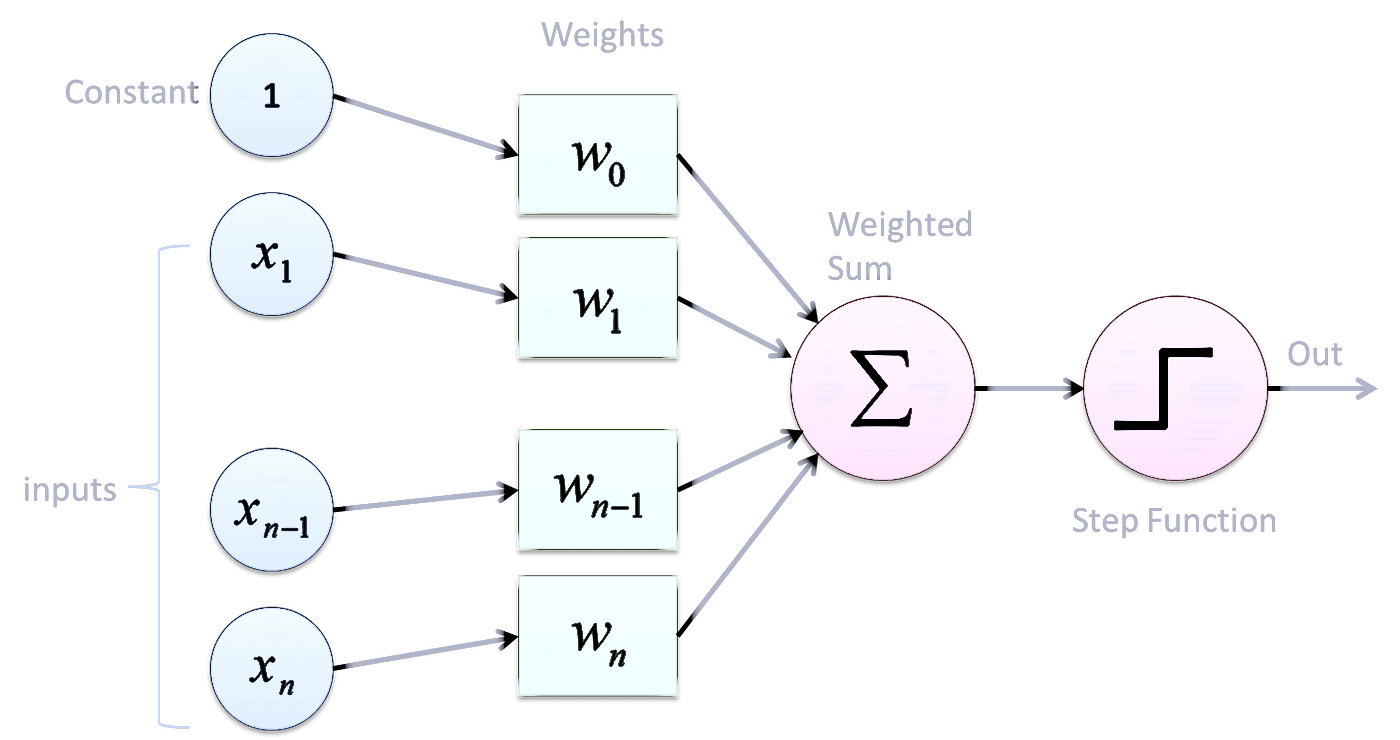 Weights
Constant
1
w₀
x₁
w₁
Weighted
Sum
∑
Out
inputs
xₙ₋₁
wₙ₋₁
Step Function
xₙ
wₙ